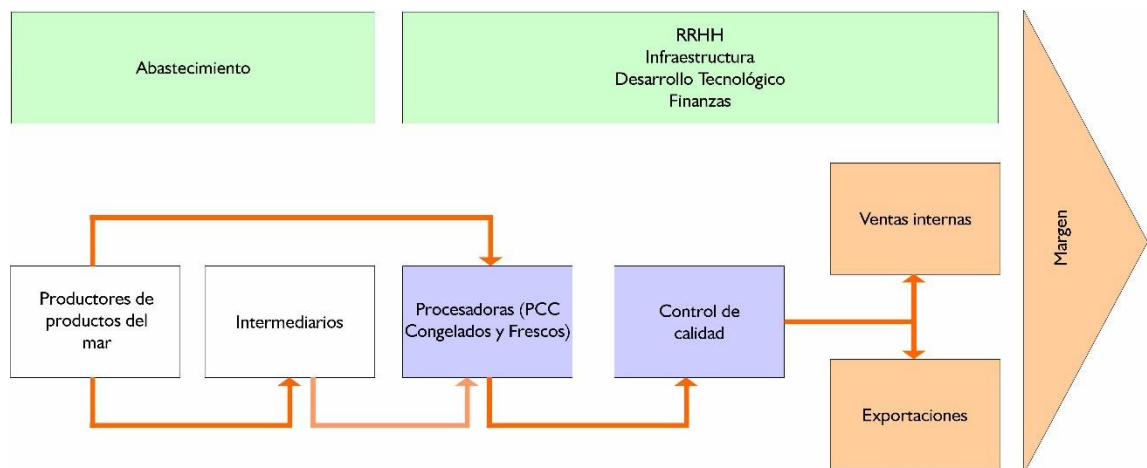 Abastecimiento
RRHH
Infraestructura
Desarrollo Tecnológico
Finanzas
Ventas internas
Margen
Productores de
productos del
mar
Intermediarios
Procesadoras (PCC
Congelados y Frescos)
Control de
calidad
Exportaciones